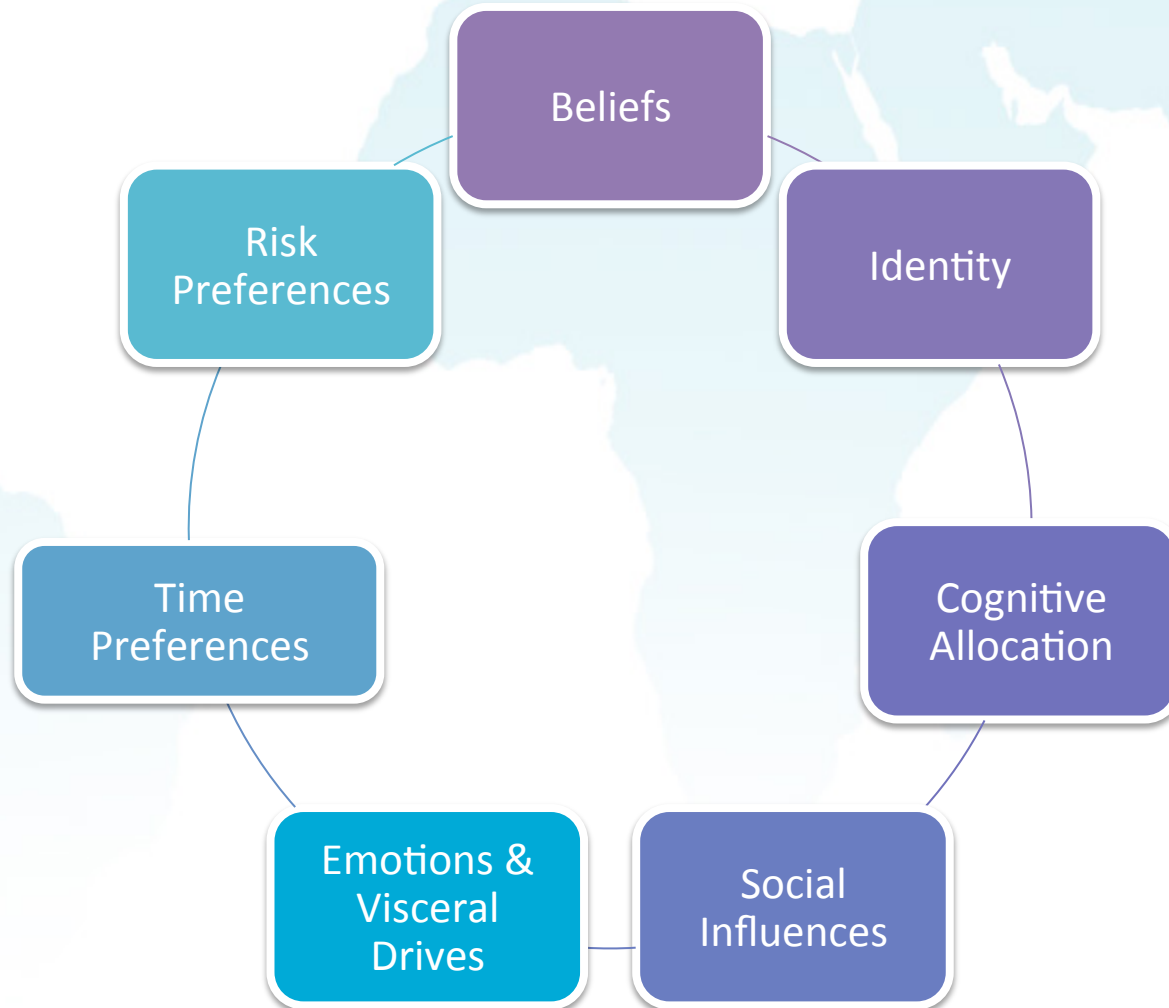 Beliefs
Identity
Cognitive
Allocation
Social
Influences
Emotions &
Visceral
Drives
Time
Preferences
Risk
Preferences